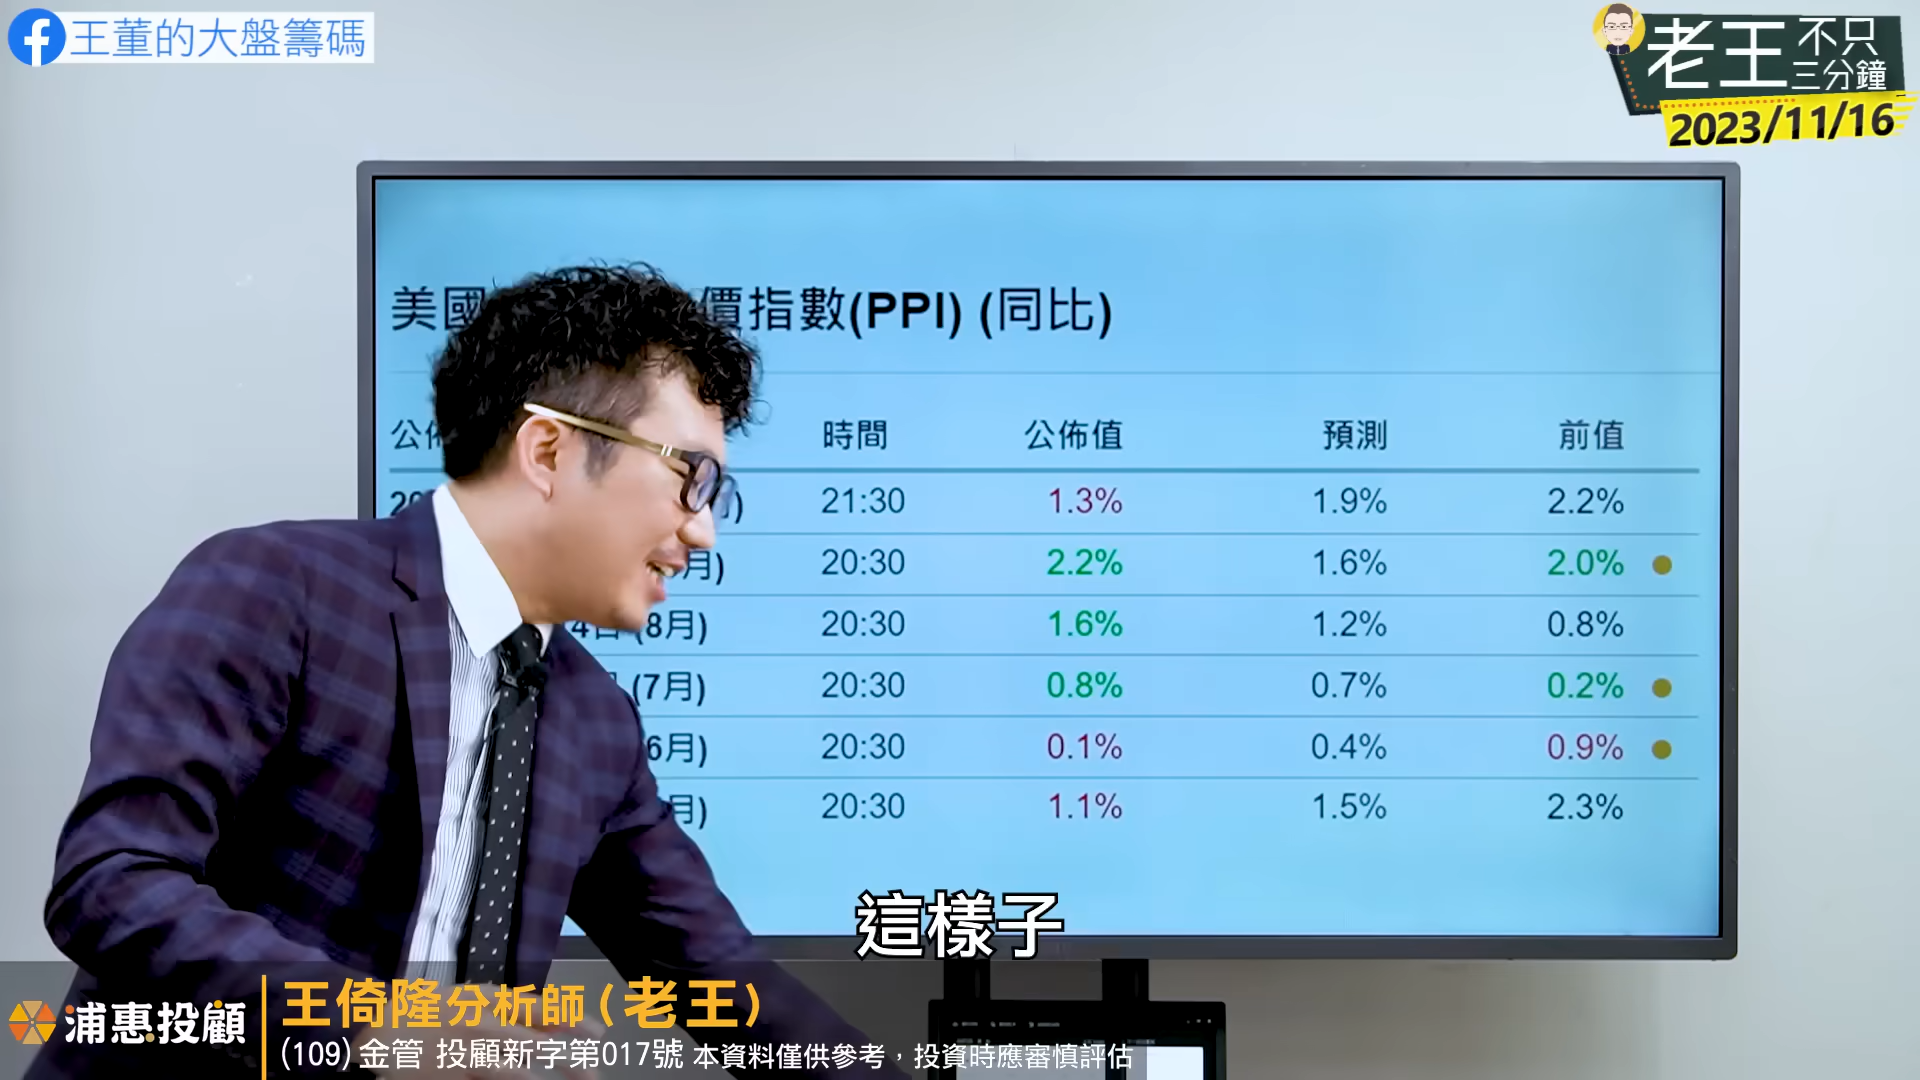 王董的大盤籌碼
老王不只三分鐘
2023/11/16
美國 價指數(PPI) (同比)
公佈 時間 公佈值 預測 前值
20 月) 21:30 1.3% 1.9% 2.2%
月) 20:30 2.2% 1.6% 2.0%
4日 (8月) 20:30 1.6% 1.2% 0.8%
(7月) 20:30 0.8% 0.7% 0.2%
6月) 20:30 0.1% 0.4% 0.9%
月) 20:30 1.1% 1.5% 2.3%
這樣子
浦惠投顧
王倚隆分析師(老王)
(109)金管 投顧新字第017號 本資料僅供參考，投資時應審慎評估